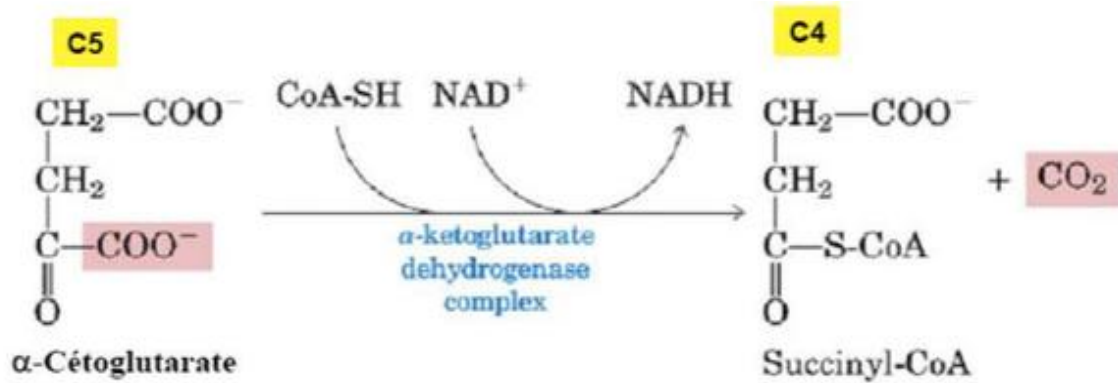 C5
C4
CoA-SH NAD⁺ NADH
CH₂—COO⁻
CH₂
C—COO⁻
O
α-Cétoglutarate
α-ketoglutarate
dehydrogenase
complex
CH₂—COO⁻
CH₂
C—S-CoA
O
Succinyl-CoA
+ CO₂